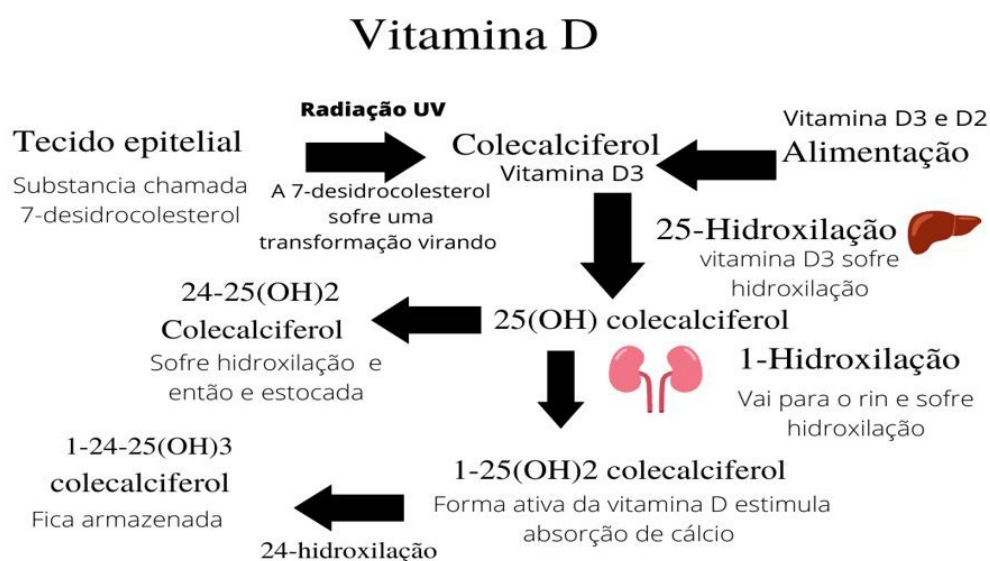 Vitamina D
Tecido epitelial
Substancia chamada
7-desidrocolesterol
Radiação UV
A 7-desidrocolesterol
sofre uma
transformação virando
Colecalciferol
Vitamina D3
Vitamina D3 e D2
Alimentação
25-Hidroxilação
vitamina D3 sofre
hidroxilação
24-25(OH)2
Colecalciferol
Sofre hidroxilação e
então e estocada
25(OH) colecalciferol
1-Hidroxilação
Vai para o rin e sofre
hidroxilação
1-24-25(OH)3
colecalciferol
Fica armazenada
24-hidroxilação
1-25(OH)2 colecalciferol
Forma ativa da vitamina D estimula
absorção de cálcio